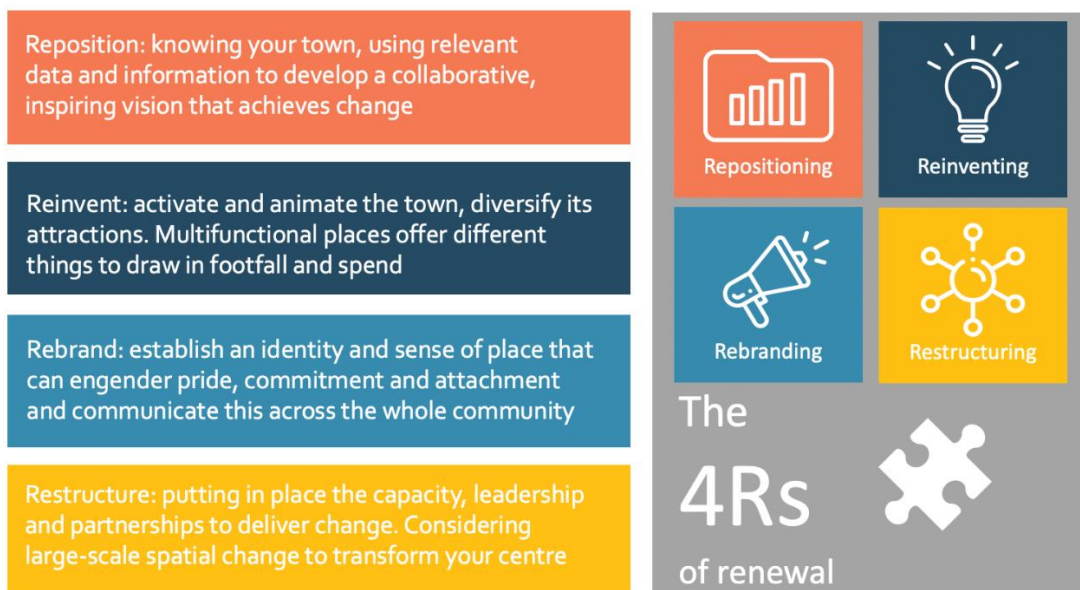 Reposition: knowing your town, using relevant
data and information to develop a collaborative,
inspiring vision that achieves change
Reinvent: activate and animate the town, diversify its
attractions. Multifunctional places offer different
things to draw in footfall and spend
Rebrand: establish an identity and sense of place that
can engender pride, commitment and attachment
and communicate this across the whole community
Restructure: putting in place the capacity, leadership
and partnerships to deliver change. Considering
large-scale spatial change to transform your centre
Repositioning
Reinventing
Rebranding
Restructuring
The
4Rs
of renewal